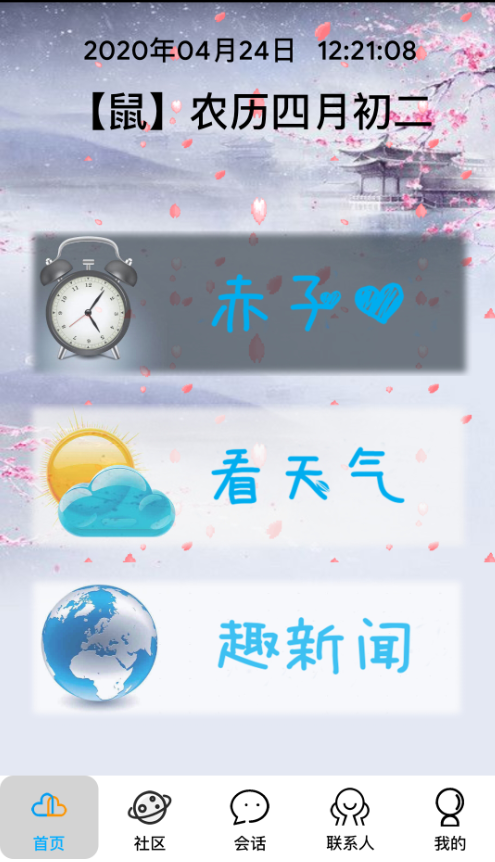 2020年04月24日 12:21:08
【鼠】农历四月初二
赤子
看天气
趣新闻
首页
社区
会话
联系人
我的